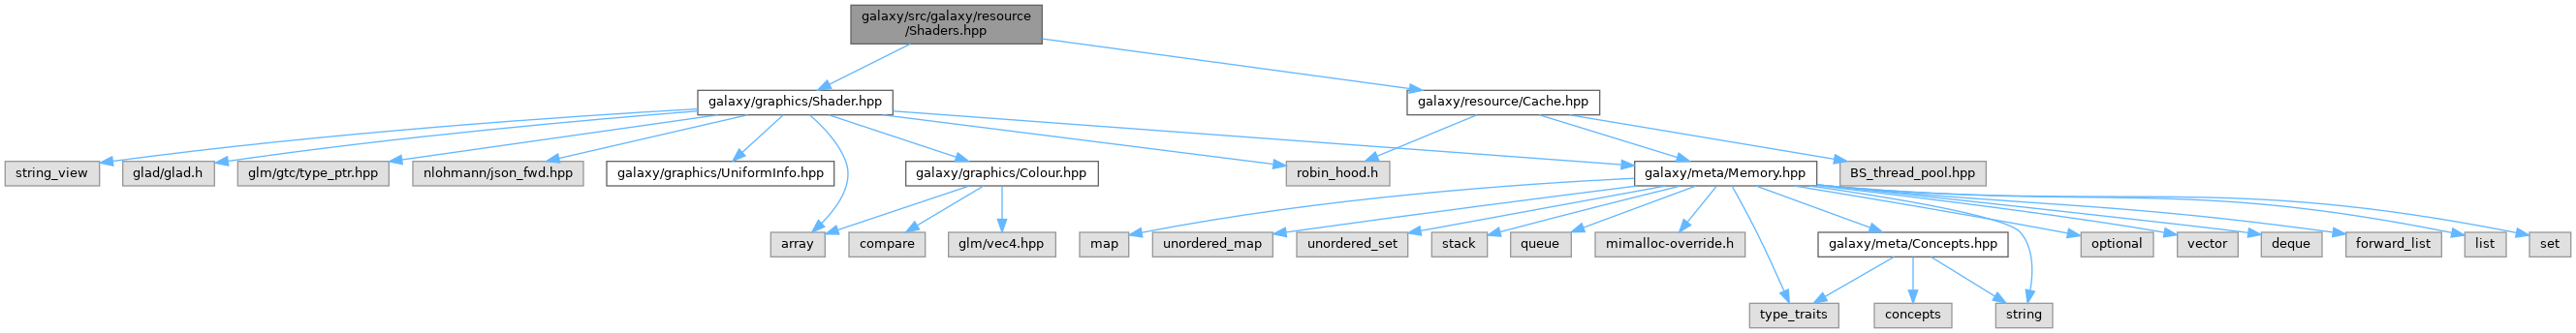 galaxy/src/galaxy/resource
/Shaders.hpp
galaxy/graphics/Shader.hpp
galaxy/resource/Cache.hpp
string_view
glad/glad.h
glm/gtc/type_ptr.hpp
nlohmann/json_fwd.hpp
galaxy/graphics/UniformInfo.hpp
galaxy/graphics/Colour.hpp
robin_hood.h
galaxy/meta/Memory.hpp
BS_thread_pool.hpp
array
compare
glm/vec4.hpp
map
unordered_map
unordered_set
stack
queue
mimalloc-override.h
galaxy/meta/Concepts.hpp
optional
vector
deque
forward_list
list
set
type_traits
concepts
string